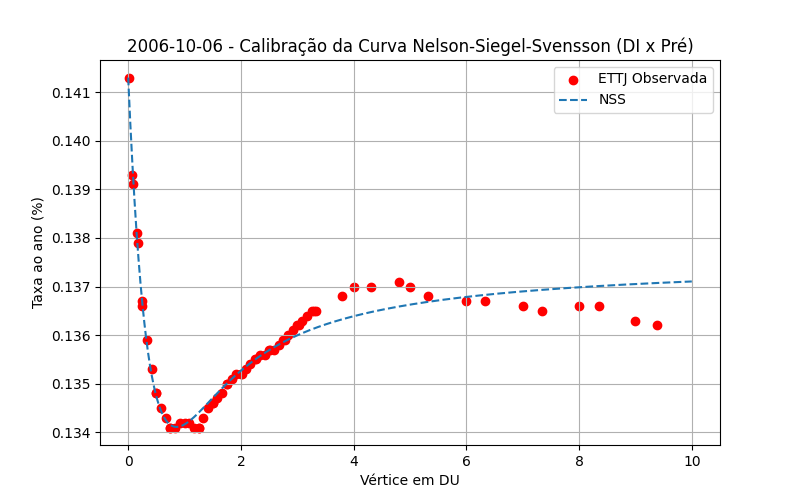 2006-10-06 - Calibração da Curva Nelson-Siegel-Svensson (DI x Pré)
ETTJ Observada
NSS
Taxa ao ano (%)
0.141
0.140
0.139
0.138
0.137
0.136
0.135
0.134
0 2 4 6 8 10
Vértice em DU